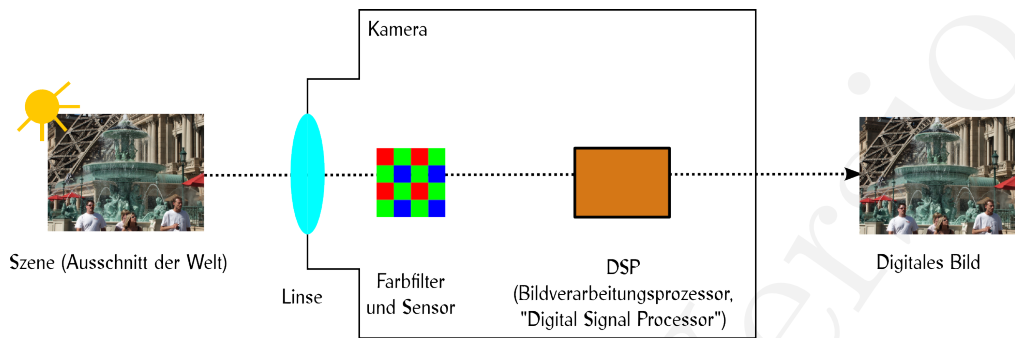 Kamera
Szene (Ausschnitt der Welt)
Linse
Farbfilter
und Sensor
DSP
(Bildverarbeitungsprozessor,
"Digital Signal Processor")
Digitales Bild